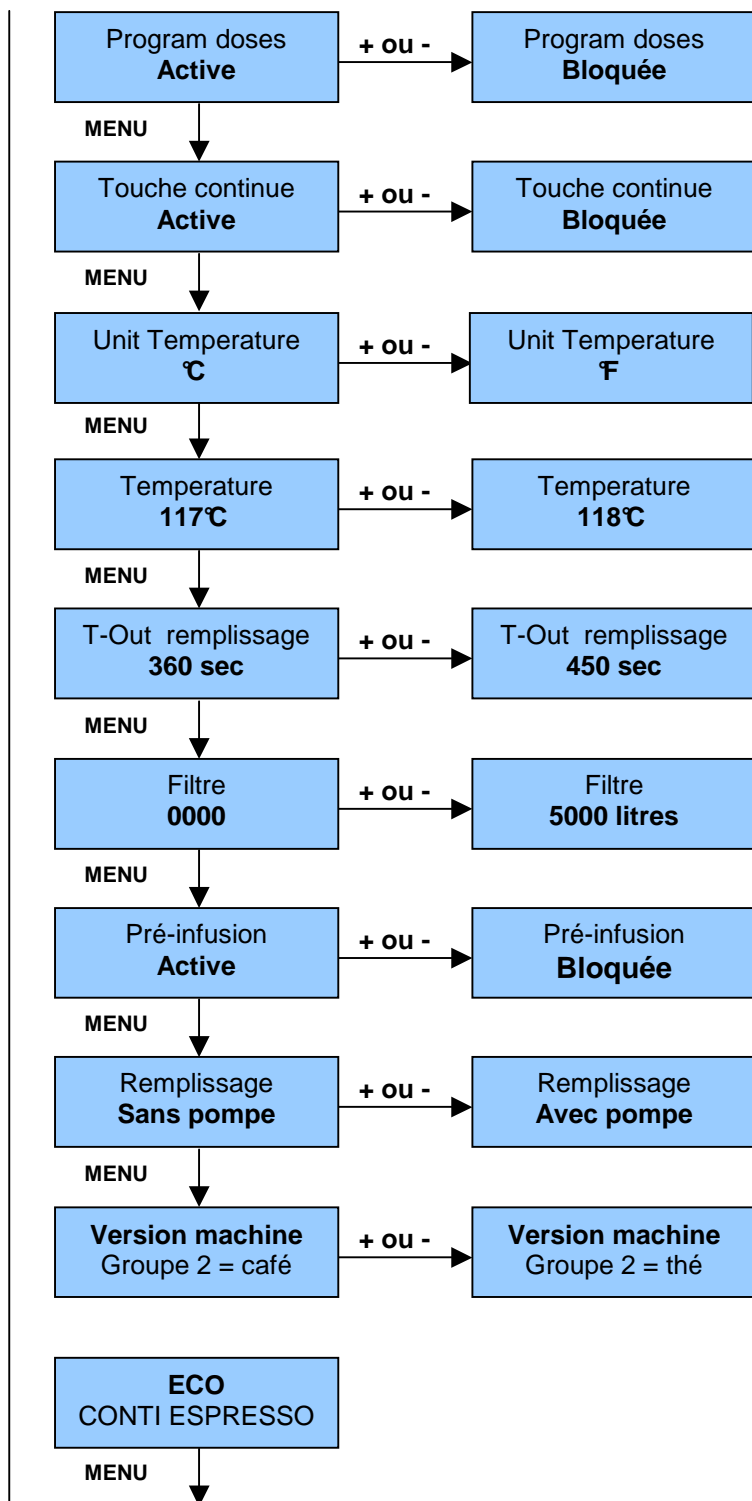 Program doses
Active
+ ou -
Program doses
Bloquée
MENU
Touche continue
Active
+ ou -
Touche continue
Bloquée
MENU
Unit Temperature
°C
+ ou -
Unit Temperature
°F
MENU
Temperature
117°C
+ ou -
Temperature
118°C
MENU
T-Out remplissage
360 sec
+ ou -
T-Out remplissage
450 sec
MENU
Filtre
0000
+ ou -
Filtre
5000 litres
MENU
Pré-infusion
Active
+ ou -
Pré-infusion
Bloquée
MENU
Remplissage
Sans pompe
+ ou -
Remplissage
Avec pompe
MENU
Version machine
Groupe 2 = café
+ ou -
Version machine
Groupe 2 = thé
ECO
CONTI ESPRESSO
MENU